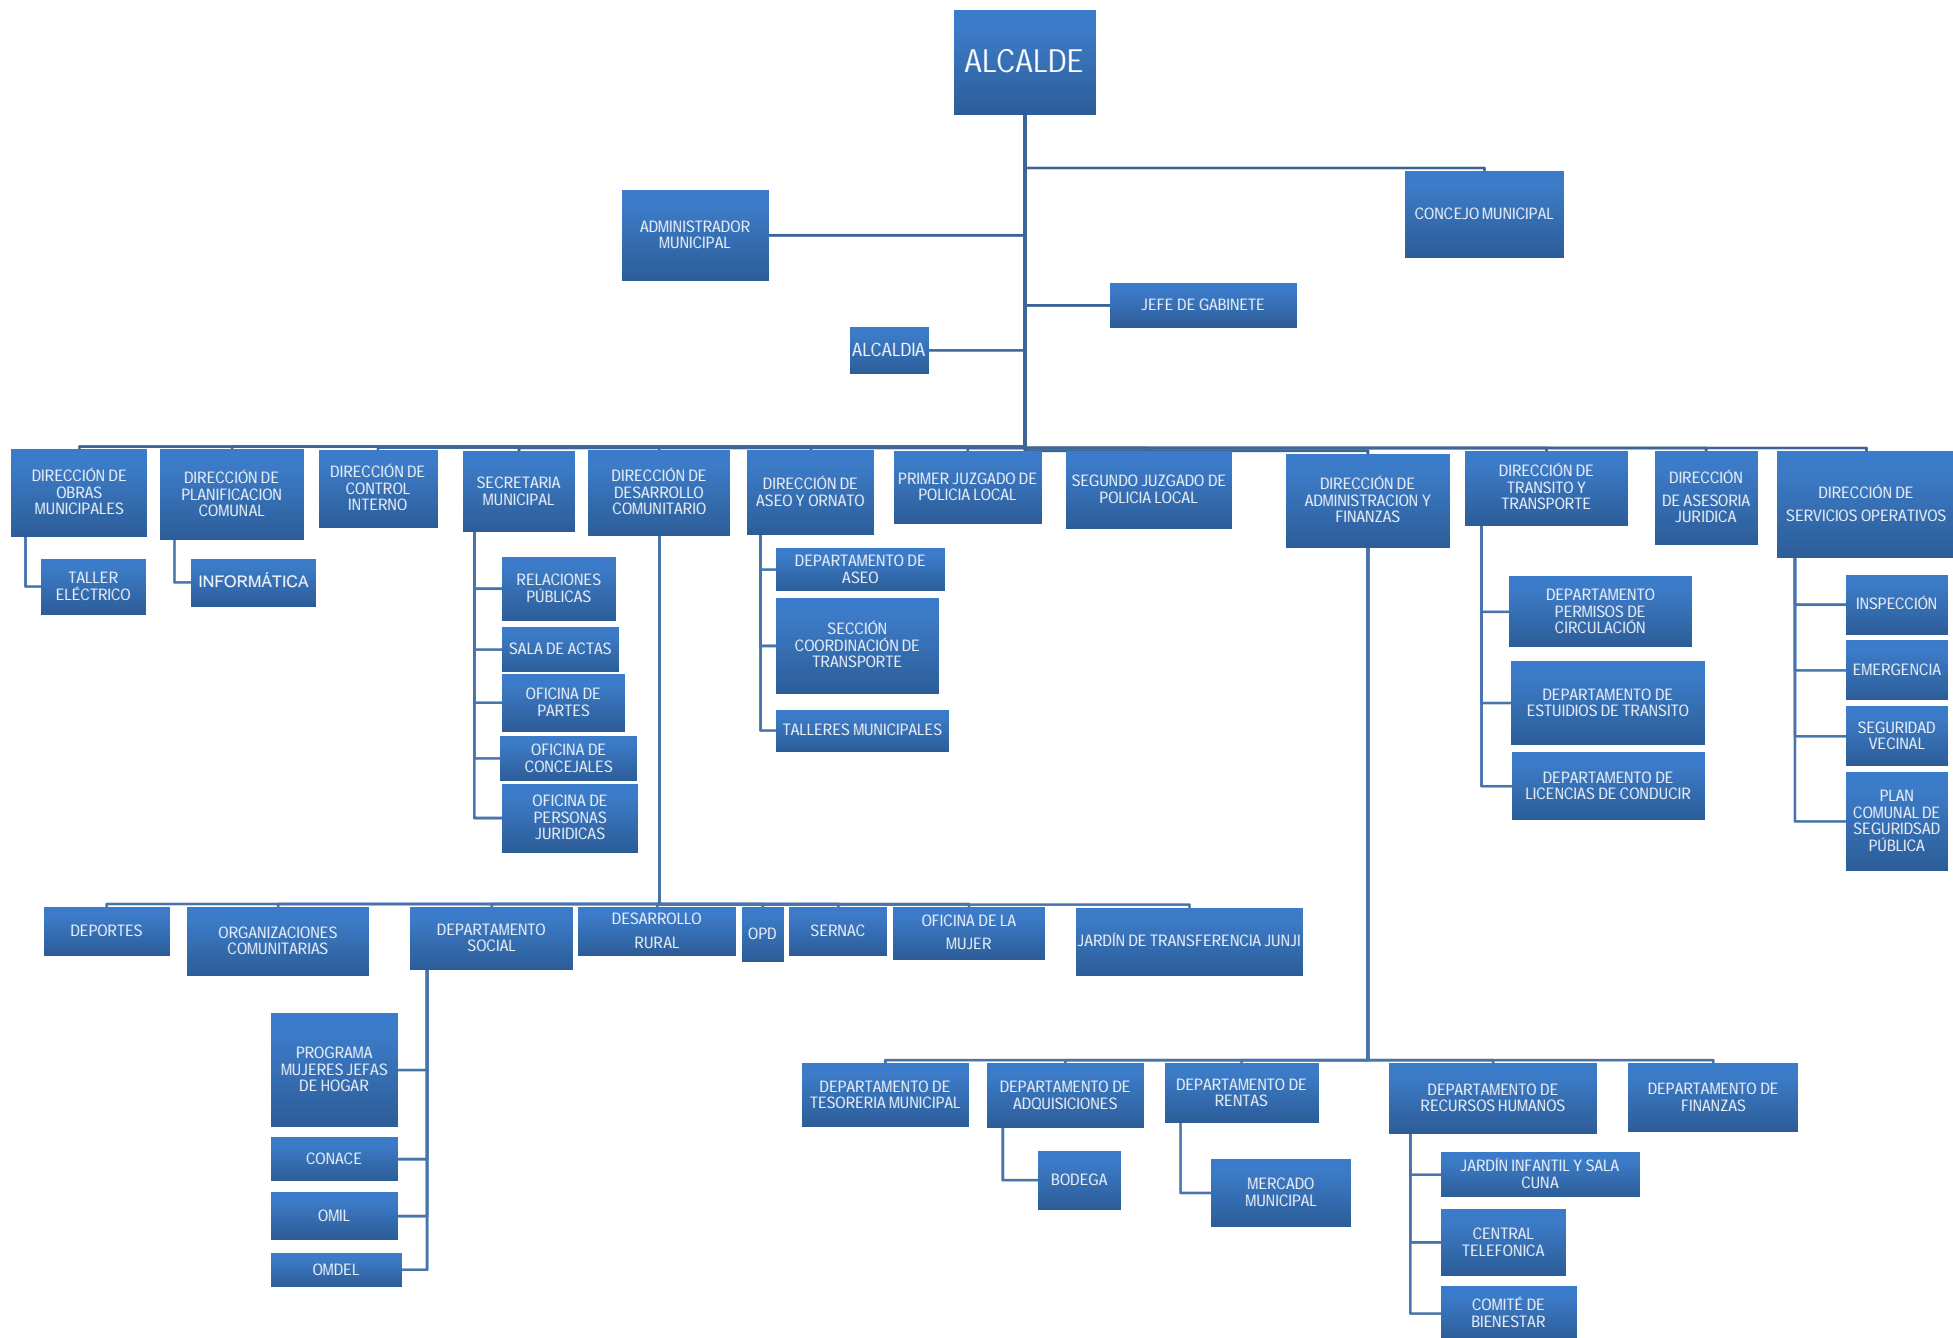 ALCALDE
CONCEJO MUNICIPAL
ADMINISTRADOR
MUNICIPAL
JEFE DE GABINETE
ALCALDIA
DIRECCIÓN DE
OBRAS
MUNICIPALES
DIRECCIÓN DE
PLANIFICACION
COMUNAL
DIRECCIÓN DE
CONTROL
INTERNO
SECRETARIA
MUNICIPAL
DIRECCIÓN DE
DESARROLLO
COMUNITARIO
DIRECCIÓN DE
ASEO Y ORNATO
PRIMER JUZGADO DE
POLICIA LOCAL
SEGUNDO JUZGADO DE
POLICIA LOCAL
DIRECCIÓN DE
ADMINISTRACION Y
FINANZAS
DIRECCIÓN DE
TRANSITO Y
TRANSPORTE
DIRECCIÓN
DE ASESORIA
JURIDICA
DIRECCIÓN DE
SERVICIOS OPERATIVOS
TALLER
ELÉCTRICO
INFORMÁTICA
RELACIONES
PÚBLICAS
SALA DE ACTAS
OFICINA DE
PARTES
OFICINA DE
CONCEJALES
OFICINA DE
PERSONAS
JURIDICAS
DEPARTAMENTO DE
ASEO
SECCIÓN
COORDINACIÓN DE
TRANSPORTE
TALLERES MUNICIPALES
DEPARTAMENTO
PERMISOS DE
CIRCULACIÓN
DEPARTAMENTO DE
ESTUIDIOS DE TRANSITO
DEPARTAMENTO DE
LICENCIAS DE CONDUCIR
INSPECCIÓN
EMERGENCIA
SEGURIDAD
VECINAL
PLAN
COMUNAL DE
SEGURIDSAD
PÚBLICA
DEPORTES
ORGANIZACIONES
COMUNITARIAS
DEPARTAMENTO
SOCIAL
DESARROLLO
RURAL
OPD
SERNAC
OFICINA DE LA
MUJER
JARDÍN DE TRANSFERENCIA JUNJI
PROGRAMA
MUJERES JEFAS
DE HOGAR
CONACE
OMIL
OMDEL
DEPARTAMENTO DE
TESORERIA MUNICIPAL
DEPARTAMENTO DE
ADQUISICIONES
DEPARTAMENTO DE
RENTAS
DEPARTAMENTO DE
RECURSOS HUMANOS
DEPARTAMENTO DE
FINANZAS
BODEGA
MERCADO
MUNICIPAL
JARDÍN INFANTIL Y SALA
CUNA
CENTRAL
TELEFONICA
COMITÉ DE
BIENESTAR